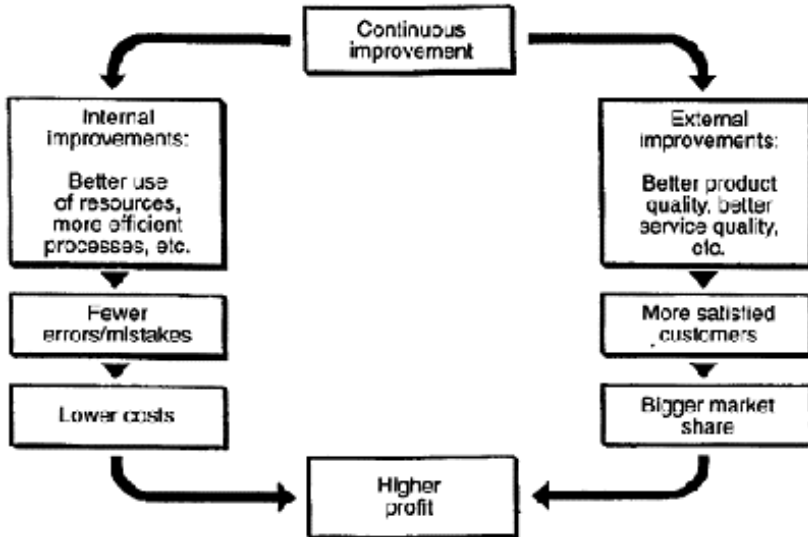 Continuous
improvement
Internal
improvements:
Better use
of resources,
more efficient
processes, etc.
External
improvements:
Better product
quality, better
service quality,
etc.
Fewer
errors/mistakes
More satisfied
customers
Lower costs
Bigger market
share
Higher
profit